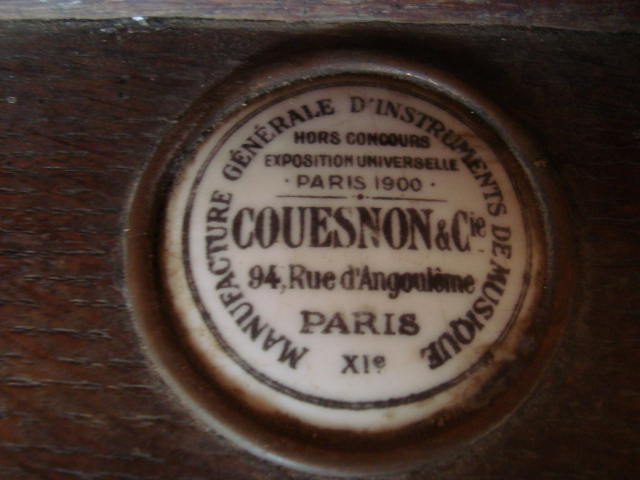 MANUFACTURE GÉNÉRALE D'INSTRUMENTS DE MUSIQUE
HORS CONCOURS
EXPOSITION UNIVERSELLE
· PARIS 1900 ·
COUESNON & Cie
94, Rue d'Angoulême
PARIS
XIe